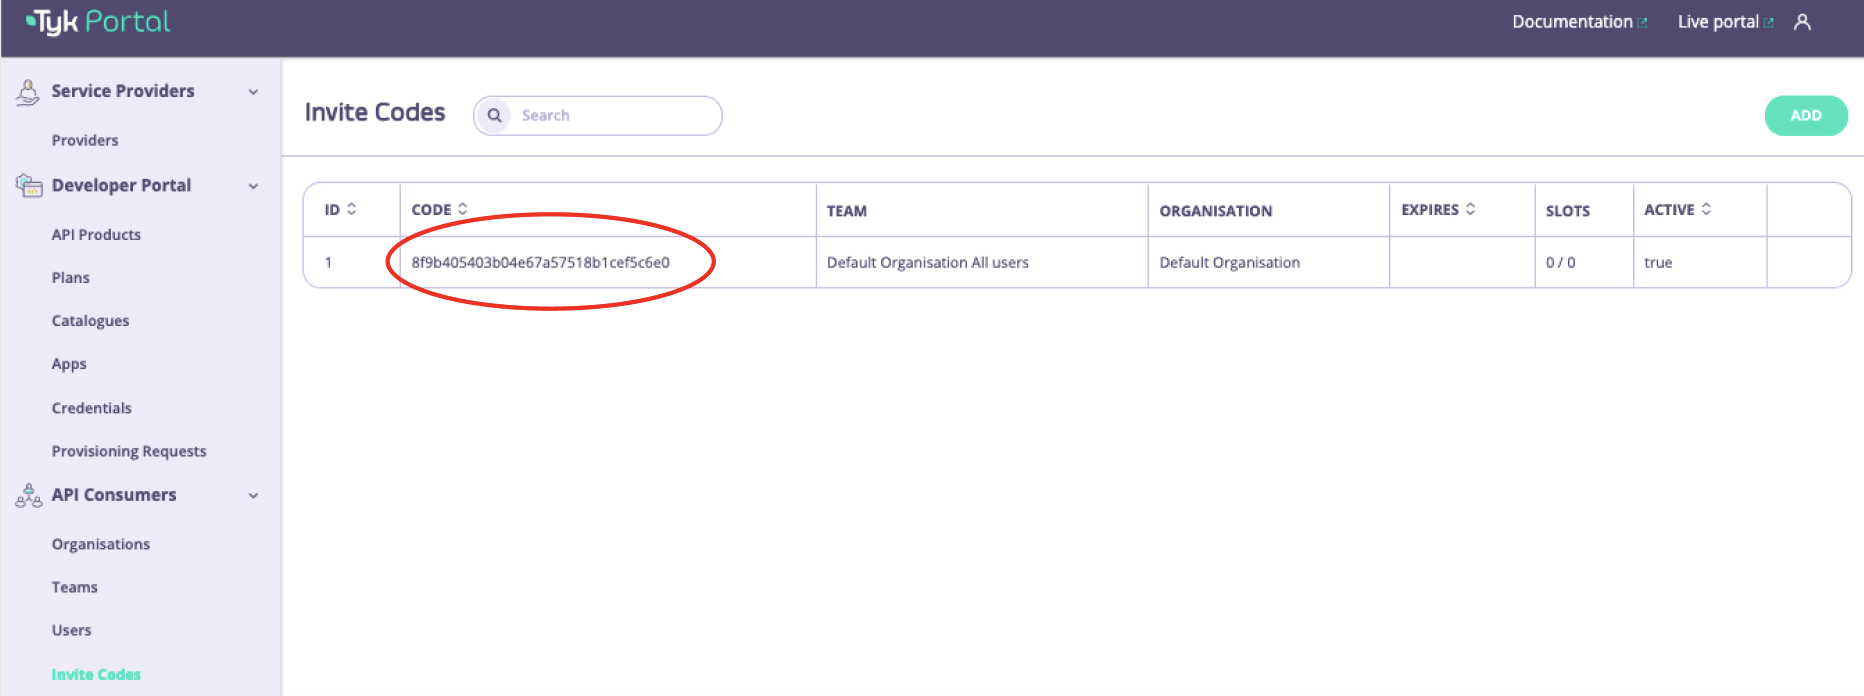 Tyk Portal
Documentation
Live portal
Service Providers
Providers
Developer Portal
API Products
Plans
Catalogues
Apps
Credentials
Provisioning Requests
API Consumers
Organisations
Teams
Users
Invite Codes
Invite Codes
Search
ADD
ID CODE TEAM ORGANISATION EXPIRES SLOTS ACTIVE
1 8f9b405403b04e67a57518b1cef5c6e0 Default Organisation All users Default Organisation 0 / 0 true